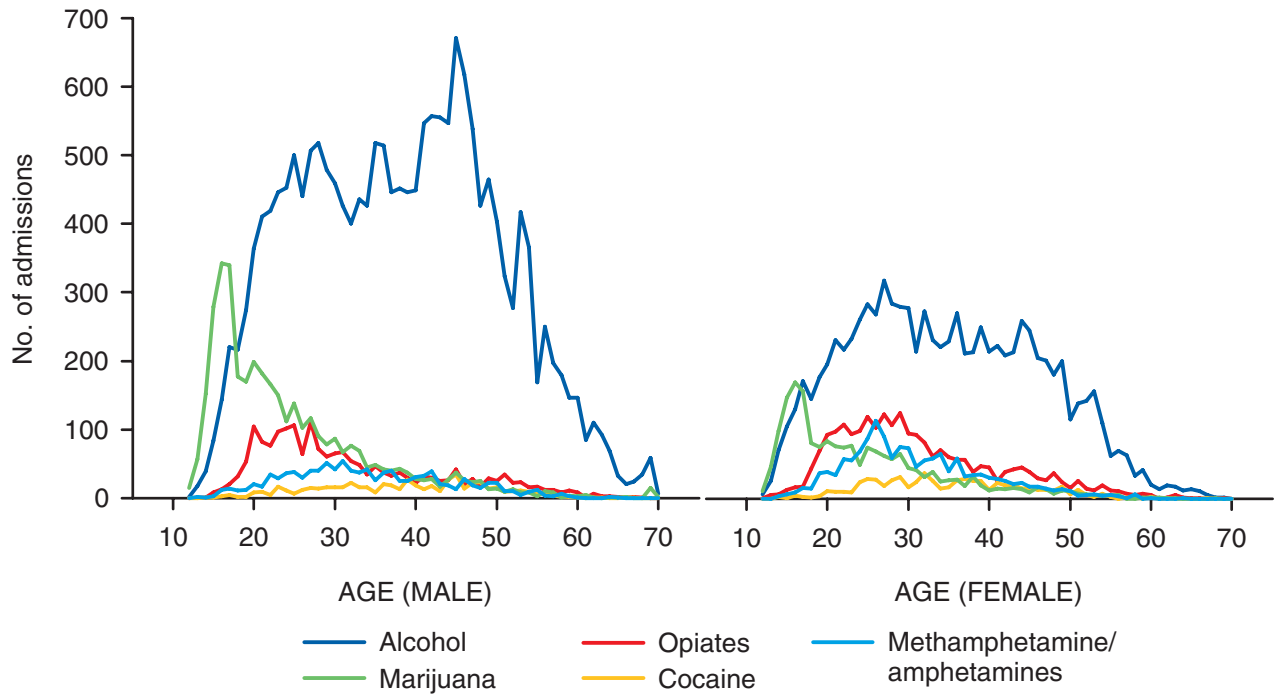 700
600
500
400
300
200
100
0
No. of admissions
10 20 30 40 50 60 70
10 20 30 40 50 60 70
AGE (MALE)
AGE (FEMALE)
Alcohol
Marijuana
Opiates
Cocaine
Methamphetamine/
amphetamines